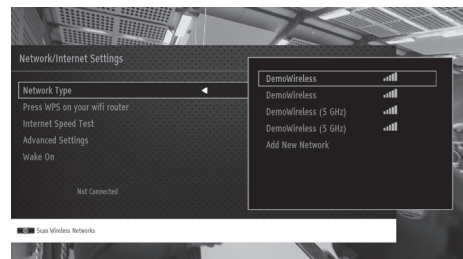 Network/Internet Settings
Network Type
Press WPS on your wifi router
Internet Speed Test
Advanced Settings
Wake On
Not Connected
DemoWireless
DemoWireless
DemoWireless (5 GHz)
DemoWireless (5 GHz)
Add New Network
Scan Wireless Networks